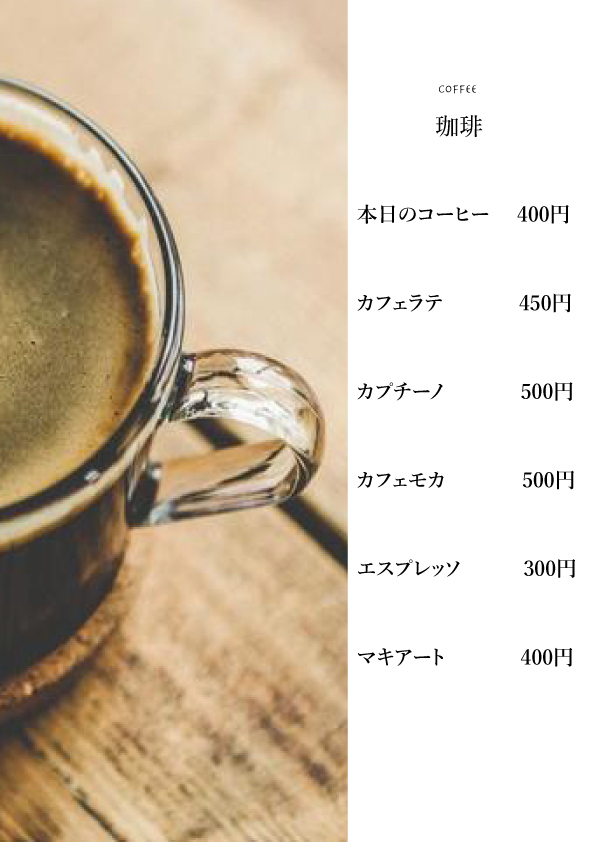 COFFEE
珈琲
本日のコーヒー 400円
カフェラテ 450円
カプチーノ 500円
カフェモカ 500円
エスプレッソ 300円
マキアート 400円